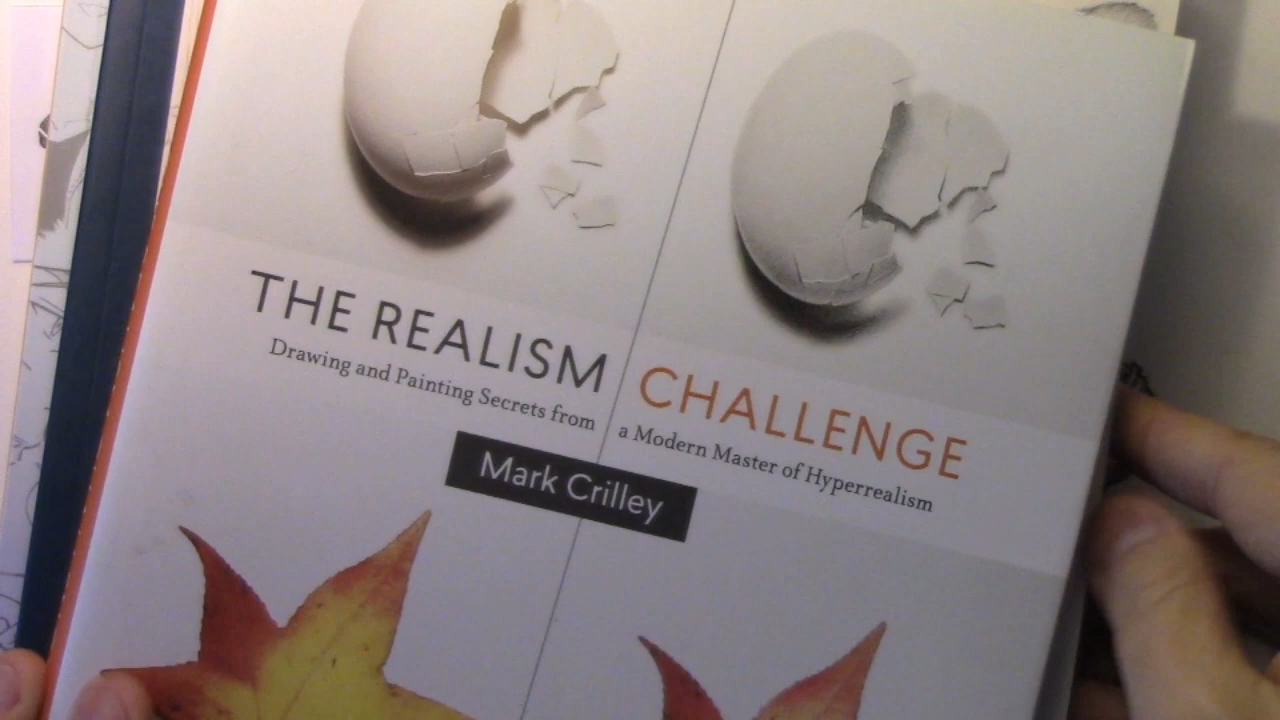 THE REALISM CHALLENGE
Drawing and Painting Secrets from a Modern Master of Hyperrealism
Mark Crilley